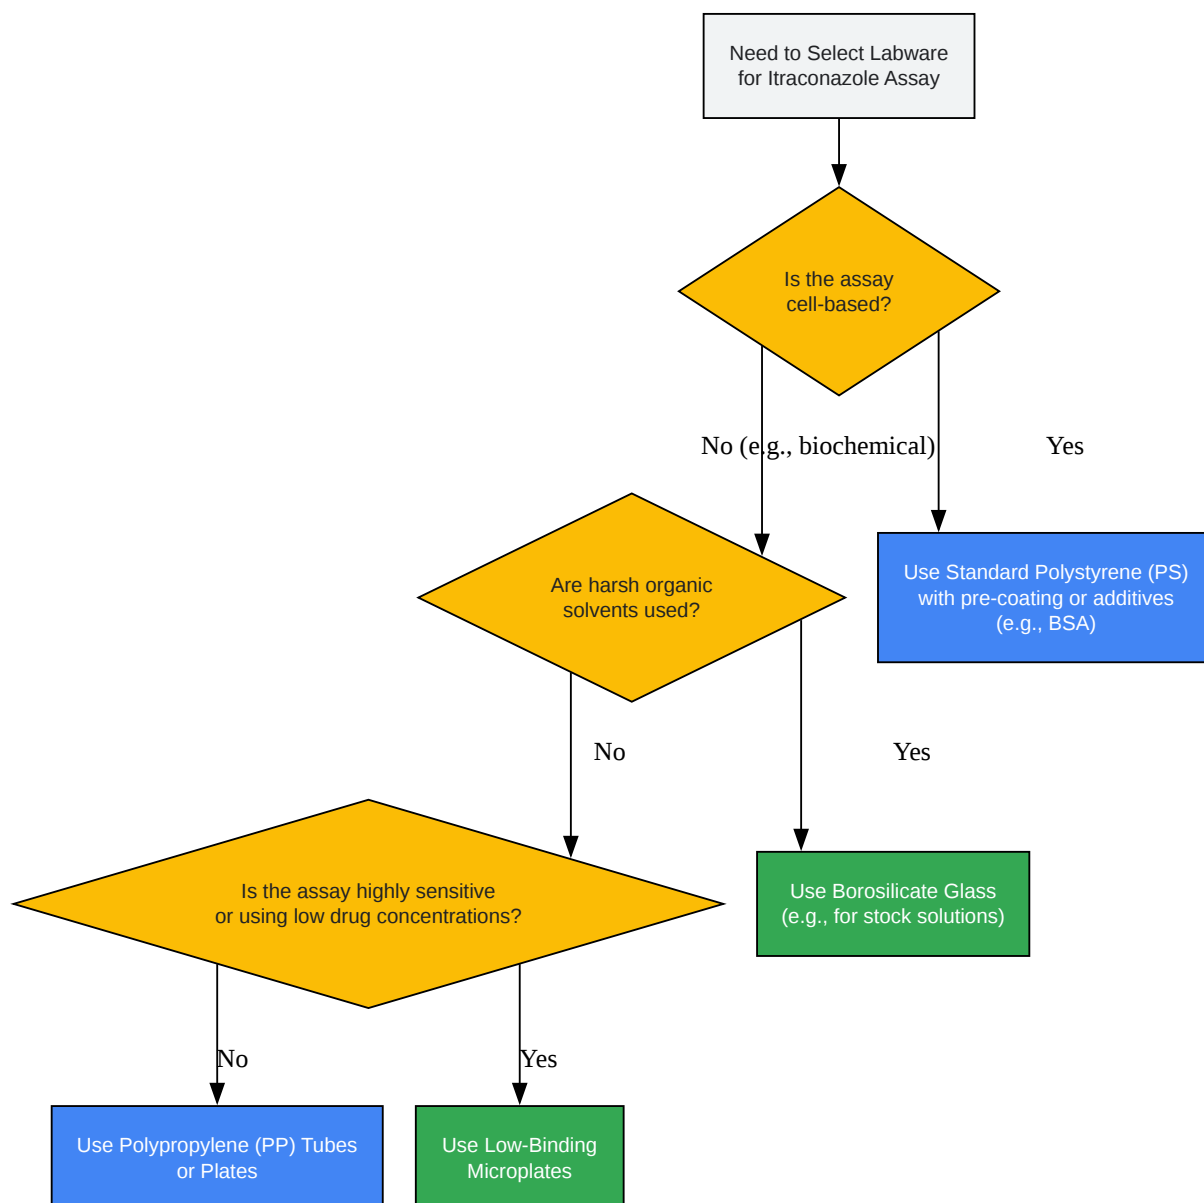 Need to Select Labware
for Itraconazole Assay
Is the assay
cell-based?
No (e.g., biochemical)
Yes
Are harsh organic
solvents used?
Use Standard Polystyrene (PS)
with pre-coating or additives
(e.g., BSA)
No
Yes
Is the assay highly sensitive
or using low drug concentrations?
Use Borosilicate Glass
(e.g., for stock solutions)
No
Yes
Use Polypropylene (PP) Tubes
or Plates
Use Low-Binding
Microplates